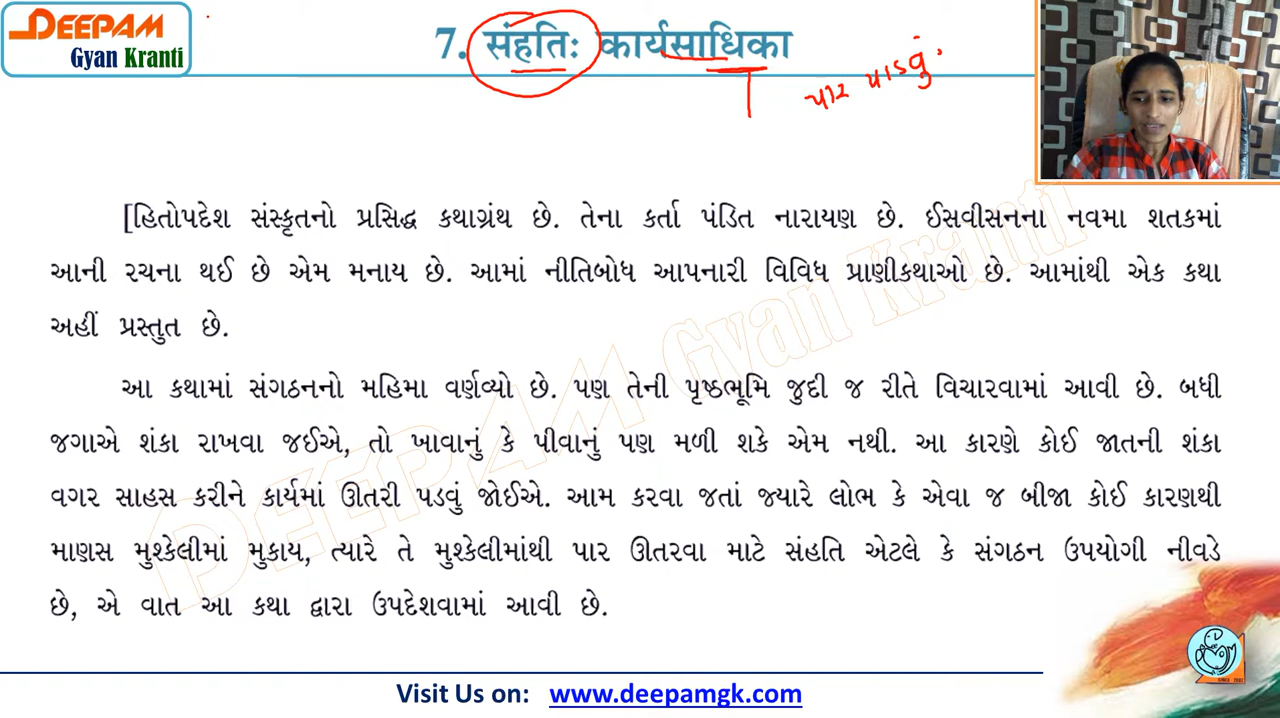 DEEPAM
Gyan Kranti
7. संहतिः कार्यसाधिका
પાર પાડવું.
[હિતોપદેશ સંસ્કૃતનો પ્રસિદ્ધ કથાગ્રંથ છે. તેના કર્તા પંડિત નારાયણ છે. ઈસવીસનના નવમા શતકમાં
આની રચના થઈ છે એમ મનાય છે. આમાં નીતિબોધ આપનારી વિવિધ પ્રાણીકથાઓ છે. આમાંથી એક કથા
અહીં પ્રસ્તુત છે.
આ કથામાં સંગઠનનો મહિમા વર્ણવ્યો છે. પણ તેની પૃષ્ઠભૂમિ જુદી જ રીતે વિચારવામાં આવી છે. બધી
જગાએ શંકા રાખવા જઈએ, તો ખાવાનું કે પીવાનું પણ મળી શકે એમ નથી. આ કારણે કોઈ જાતની શંકા
વગર સાહસ કરીને કાર્યમાં ઊતરી પડવું જોઈએ. આમ કરવા જતાં જ્યારે લોભ કે એવા જ બીજા કોઈ કારણથી
માણસ મુશ્કેલીમાં મુકાય, ત્યારે તે મુશ્કેલીમાંથી પાર ઊતરવા માટે સંહતિ એટલે કે સંગઠન ઉપયોગી નીવડે
છે, એ વાત આ કથા દ્વારા ઉપદેશવામાં આવી છે.
DEEPAM Gyan Kranti
Visit Us on: www.deepamgk.com